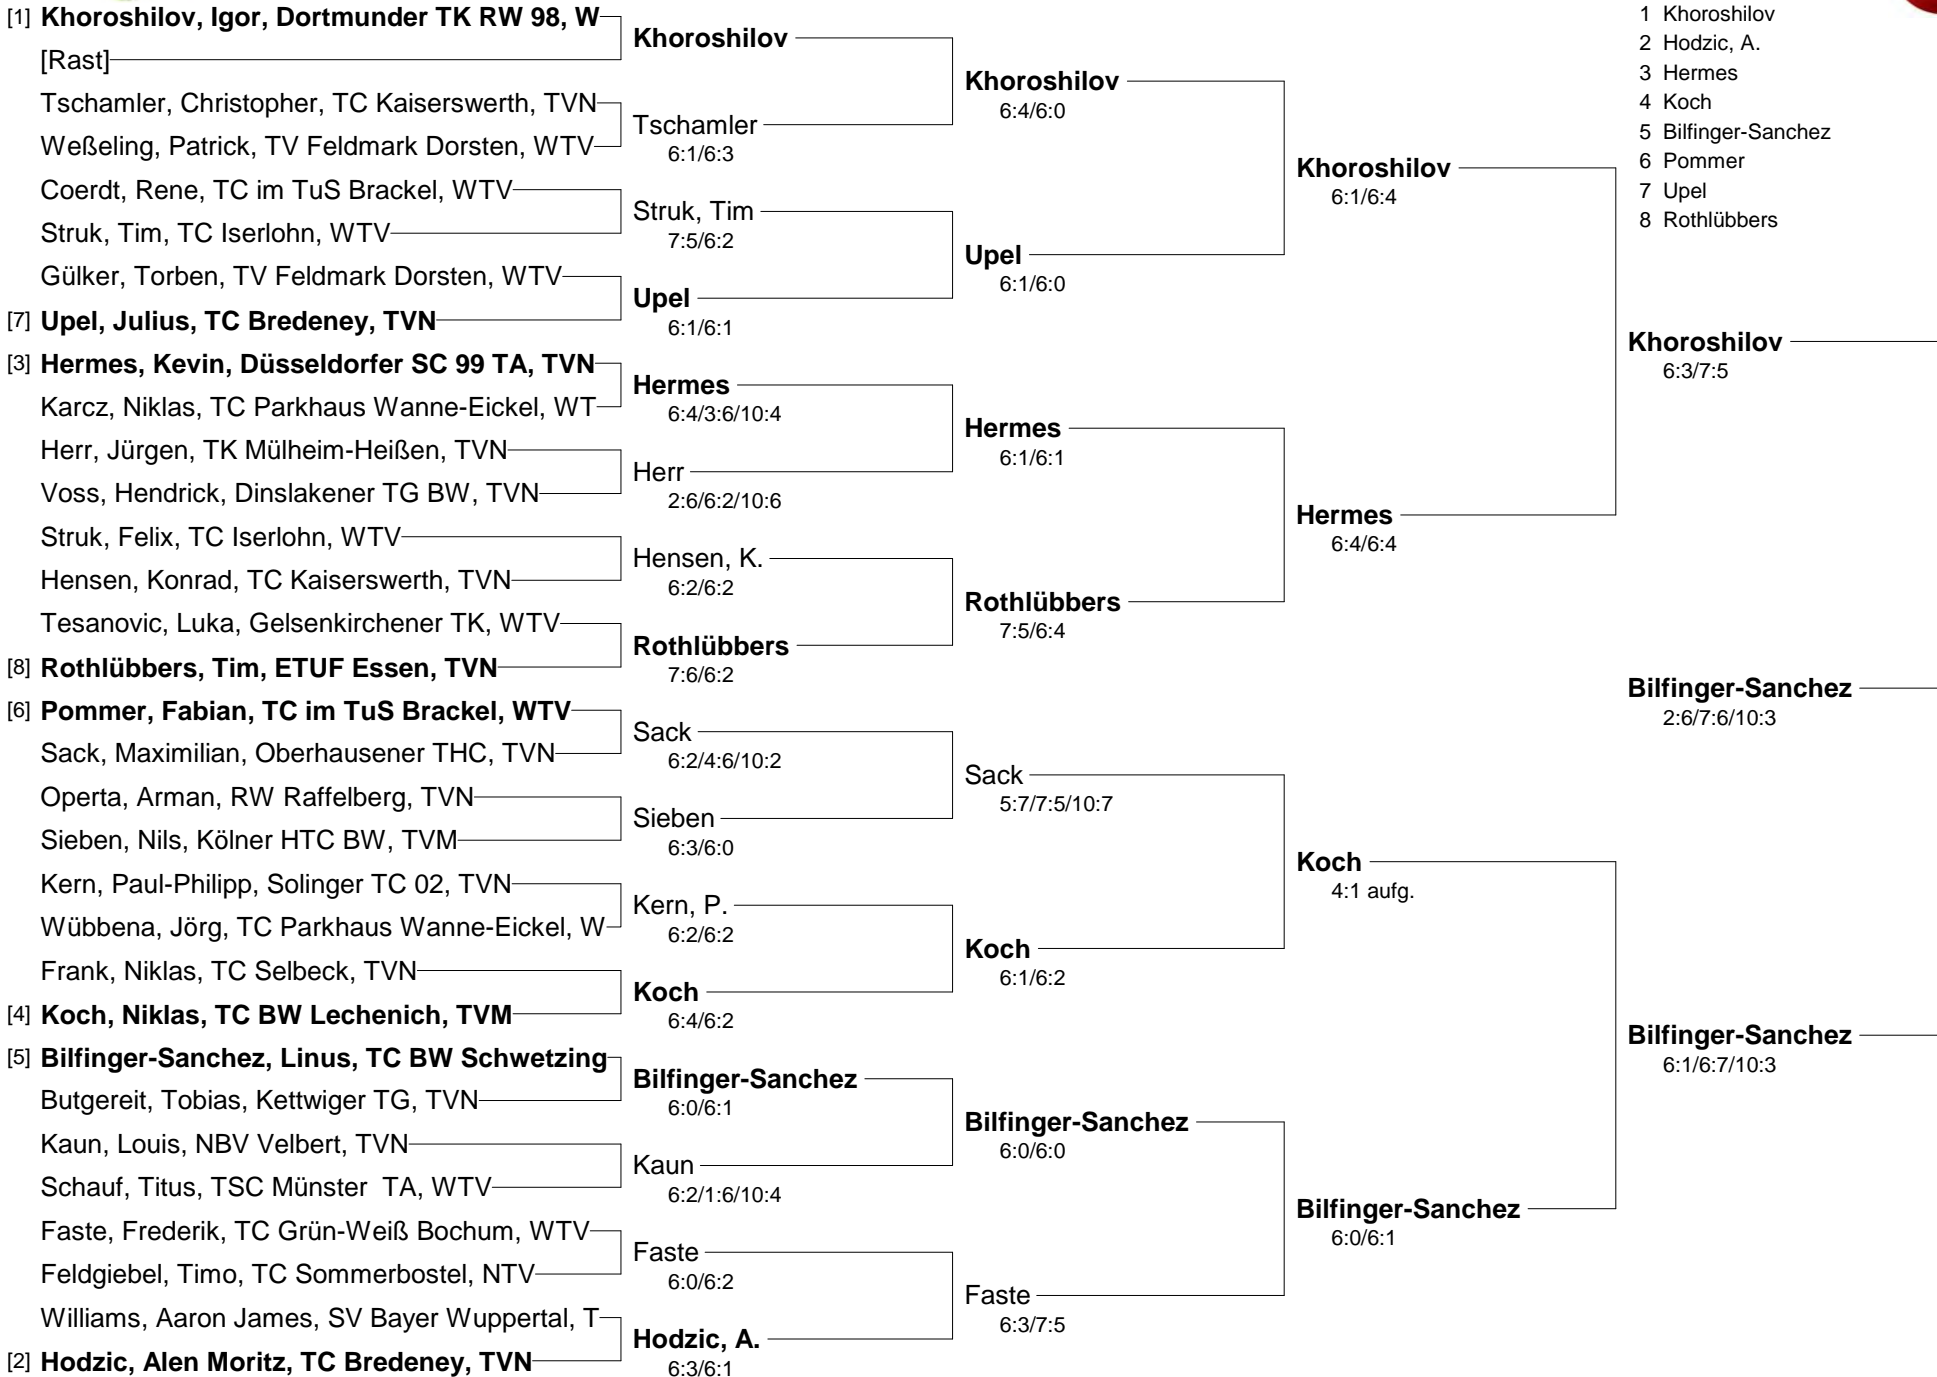 [1] Khoroshilov, Igor, Dortmunder TK RW 98, W
[Rast]
Tschamler, Christopher, TC Kaiserswerth, TVN
Weßeling, Patrick, TV Feldmark Dorsten, WTV
Coerdt, Rene, TC im TuS Brackel, WTV
Struk, Tim, TC Iserlohn, WTV
Gülker, Torben, TV Feldmark Dorsten, WTV
[7] Upel, Julius, TC Bredeney, TVN
[3] Hermes, Kevin, Düsseldorfer SC 99 TA, TVN
Karcz, Niklas, TC Parkhaus Wanne-Eickel, WT
Herr, Jürgen, TK Mülheim-Heißen, TVN
Voss, Hendrick, Dinslakener TG BW, TVN
Struk, Felix, TC Iserlohn, WTV
Hensen, Konrad, TC Kaiserswerth, TVN
Tesanovic, Luka, Gelsenkirchener TK, WTV
[8] Rothlübbers, Tim, ETUF Essen, TVN
[6] Pommer, Fabian, TC im TuS Brackel, WTV
Sack, Maximilian, Oberhausener THC, TVN
Operta, Arman, RW Raffelberg, TVN
Sieben, Nils, Kölner HTC BW, TVM
Kern, Paul-Philipp, Solinger TC 02, TVN
Wübbena, Jörg, TC Parkhaus Wanne-Eickel, W
Frank, Niklas, TC Selbeck, TVN
[4] Koch, Niklas, TC BW Lechenich, TVM
[5] Bilfinger-Sanchez, Linus, TC BW Schwetzing
Butgereit, Tobias, Kettwiger TG, TVN
Kaun, Louis, NBV Velbert, TVN
Schauf, Titus, TSC Münster TA, WTV
Faste, Frederik, TC Grün-Weiß Bochum, WTV
Feldgiebel, Timo, TC Sommerbostel, NTV
Williams, Aaron James, SV Bayer Wuppertal, T
[2] Hodzic, Alen Moritz, TC Bredeney, TVN
Khoroshilov
Tschamler
6:1/6:3
Struk, Tim
7:5/6:2
Upel
6:1/6:1
Hermes
6:4/3:6/10:4
Herr
2:6/6:2/10:6
Hensen, K.
6:2/6:2
Rothlübbers
7:6/6:2
Sack
6:2/4:6/10:2
Sieben
6:3/6:0
Kern, P.
6:2/6:2
Koch
6:4/6:2
Bilfinger-Sanchez
6:0/6:1
Kaun
6:2/1:6/10:4
Faste
6:0/6:2
Hodzic, A.
6:3/6:1
Khoroshilov
6:4/6:0
Upel
6:1/6:0
Hermes
6:1/6:1
Rothlübbers
7:5/6:4
Sack
5:7/7:5/10:7
Koch
6:1/6:2
Bilfinger-Sanchez
6:0/6:0
Faste
6:3/7:5
Khoroshilov
6:1/6:4
Hermes
6:4/6:4
Koch
4:1 aufg.
Bilfinger-Sanchez
6:0/6:1
1 Khoroshilov
2 Hodzic, A.
3 Hermes
4 Koch
5 Bilfinger-Sanchez
6 Pommer
7 Upel
8 Rothlübbers
Khoroshilov
6:3/7:5
Bilfinger-Sanchez
2:6/7:6/10:3
Bilfinger-Sanchez
6:1/6:7/10:3